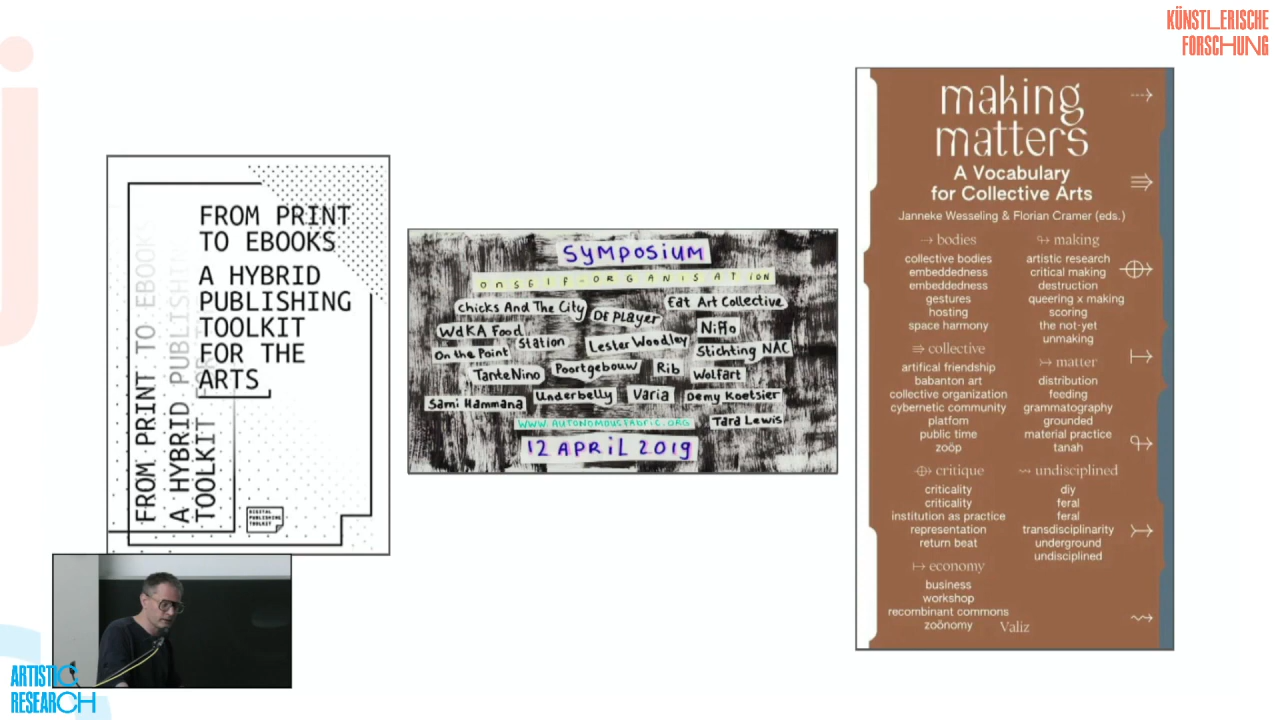 KÜNSTL_ERISCHE
FORSCHUNG
FROM PRINT
TO EBOOKS
A HYBRID
PUBLISHING
TOOLKIT
FOR THE
ARTS
FROM PRINT TO EBOOKS
A HYBRID PUBLISHING
TOOLKIT
DIGITAL
PUBLISHING
TOOLKIT
SYMPOSIUM
ON SELF-ORGANISATION
Chicks And The City
DE PLayer
Eat Art Collective
WdKA Food
Station
Lester Woodley
NiFfo
On the Point
Stichting NAC
TanteNino
Poortgebouw
Rib
Wolfart
Sami Hammana
Underbelly
Varia
Demy Koetsier
WWW.AUTONOMOUSFABRIC.ORG
Tara Lewis
12 APRiL 2019
making
matters
A Vocabulary
for Collective Arts
Janneke Wesseling & Florian Cramer (eds.)
→ bodies
collective bodies
embeddedness
embeddedness
gestures
hosting
space harmony
⇛ collective
artifical friendship
babanton art
collective organization
cybernetic community
platfom
public time
zoöp
critique
criticality
criticality
institution as practice
representation
return beat
↦ economy
business
workshop
recombinant commons
zoönomy
making
artistic research
critical making
destruction
queering x making
scoring
the not-yet
unmaking
matter
distribution
feeding
grammatography
grounded
material practice
tanah
undisciplined
diy
feral
feral
transdisciplinarity
underground
undisciplined
Valiz
ARTISTIC
RESEARCH